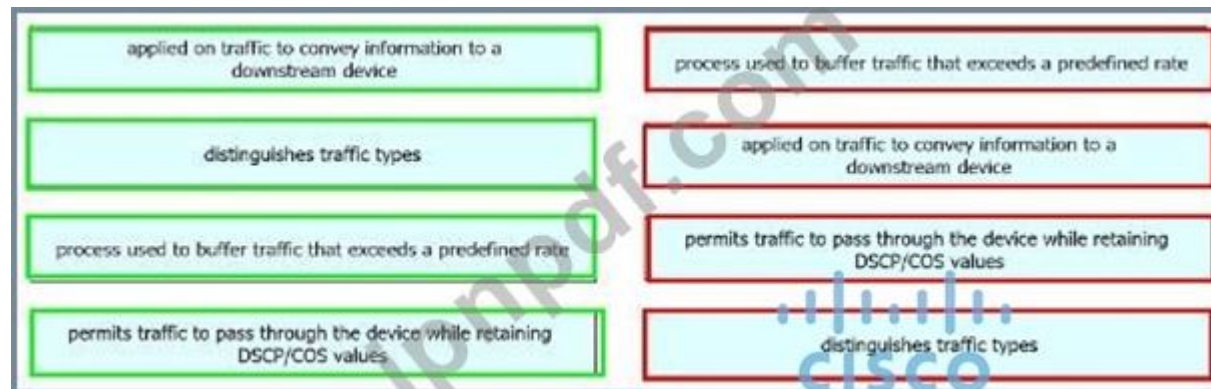 applied on traffic to convey information to a
downstream device
distinguishes traffic types
process used to buffer traffic that exceeds a predefined rate
permits traffic to pass through the device while retaining
DSCP/COS values
process used to buffer traffic that exceeds a predefined rate
applied on traffic to convey information to a
downstream device
permits traffic to pass through the device while retaining
DSCP/COS values
distinguishes traffic types
cisco
jpnpdf.com